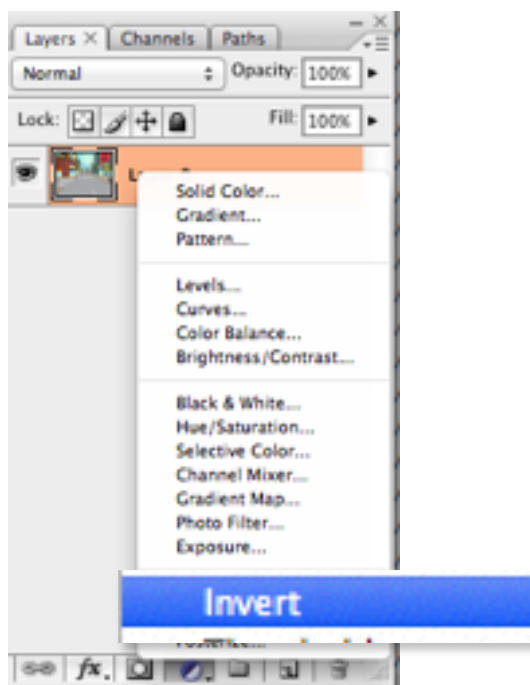 Layers × Channels Paths
Normal Opacity: 100%
Lock: Fill: 100%
Solid Color...
Gradient...
Pattern...
Levels...
Curves...
Color Balance...
Brightness/Contrast...
Black & White...
Hue/Saturation...
Selective Color...
Channel Mixer...
Gradient Map...
Photo Filter...
Exposure...
Invert
fx.